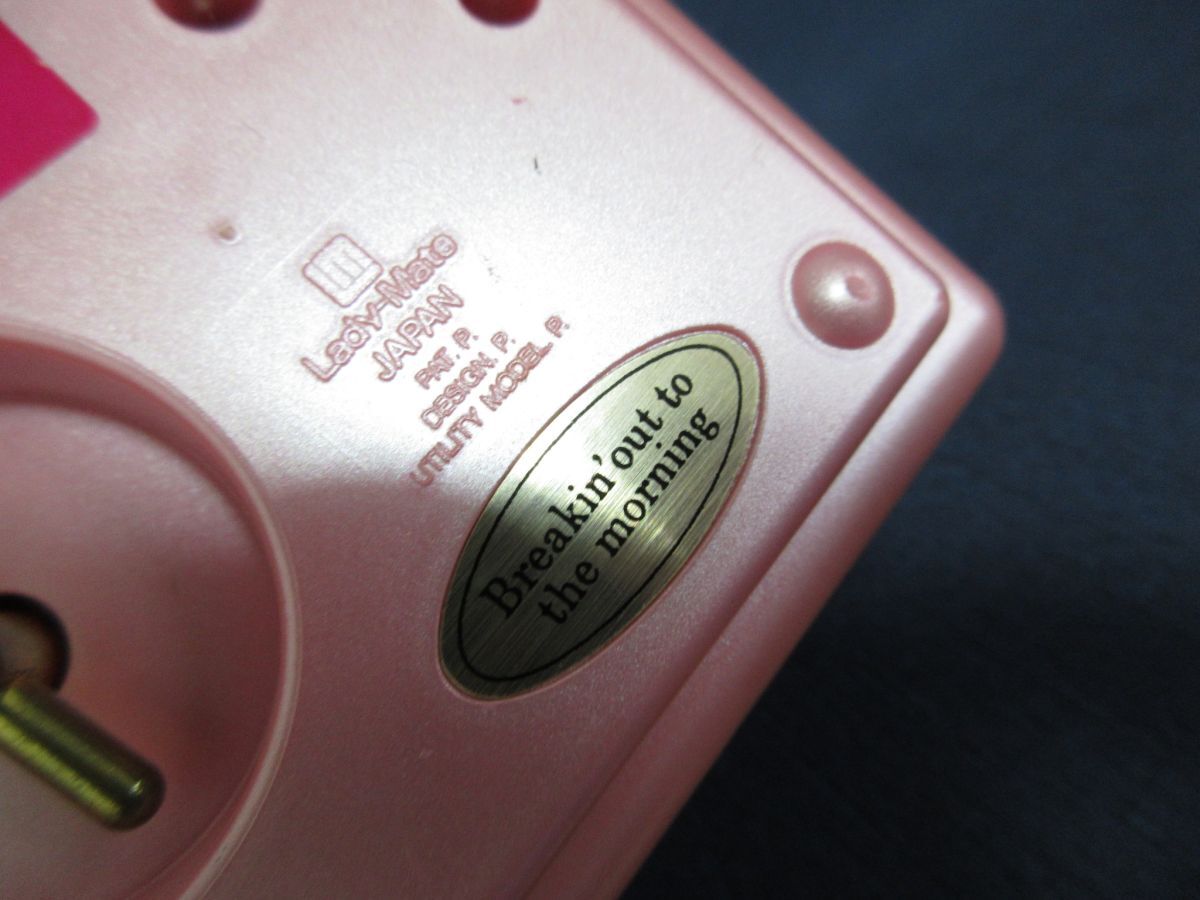 m
Lady-Mate
JAPAN
PAT. P.
DESIGN. P.
UTILITY MODEL. P.
Breakin' out to
the morning